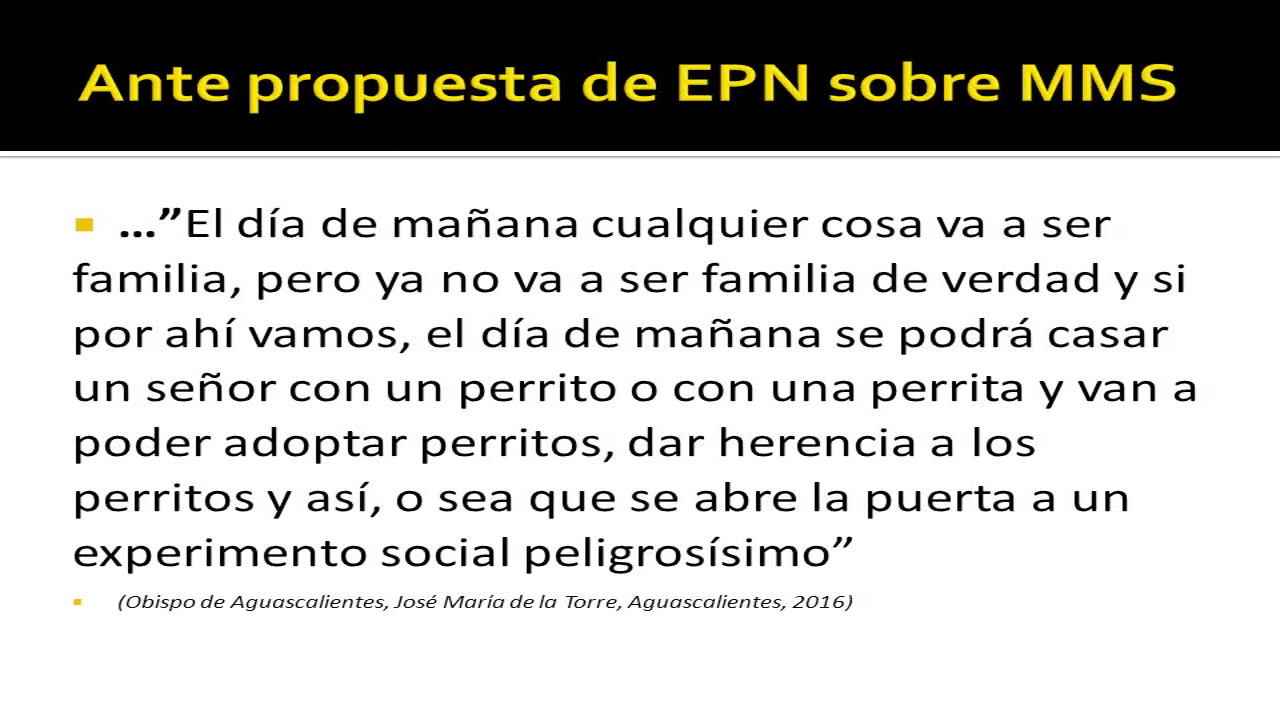 Ante propuesta de EPN sobre MMS
…”El día de mañana cualquier cosa va a ser
familia, pero ya no va a ser familia de verdad y si
por ahí vamos, el día de mañana se podrá casar
un señor con un perrito o con una perrita y van a
poder adoptar perritos, dar herencia a los
perritos y así, o sea que se abre la puerta a un
experimento social peligrosísimo”
(Obispo de Aguascalientes, José María de la Torre, Aguascalientes, 2016)